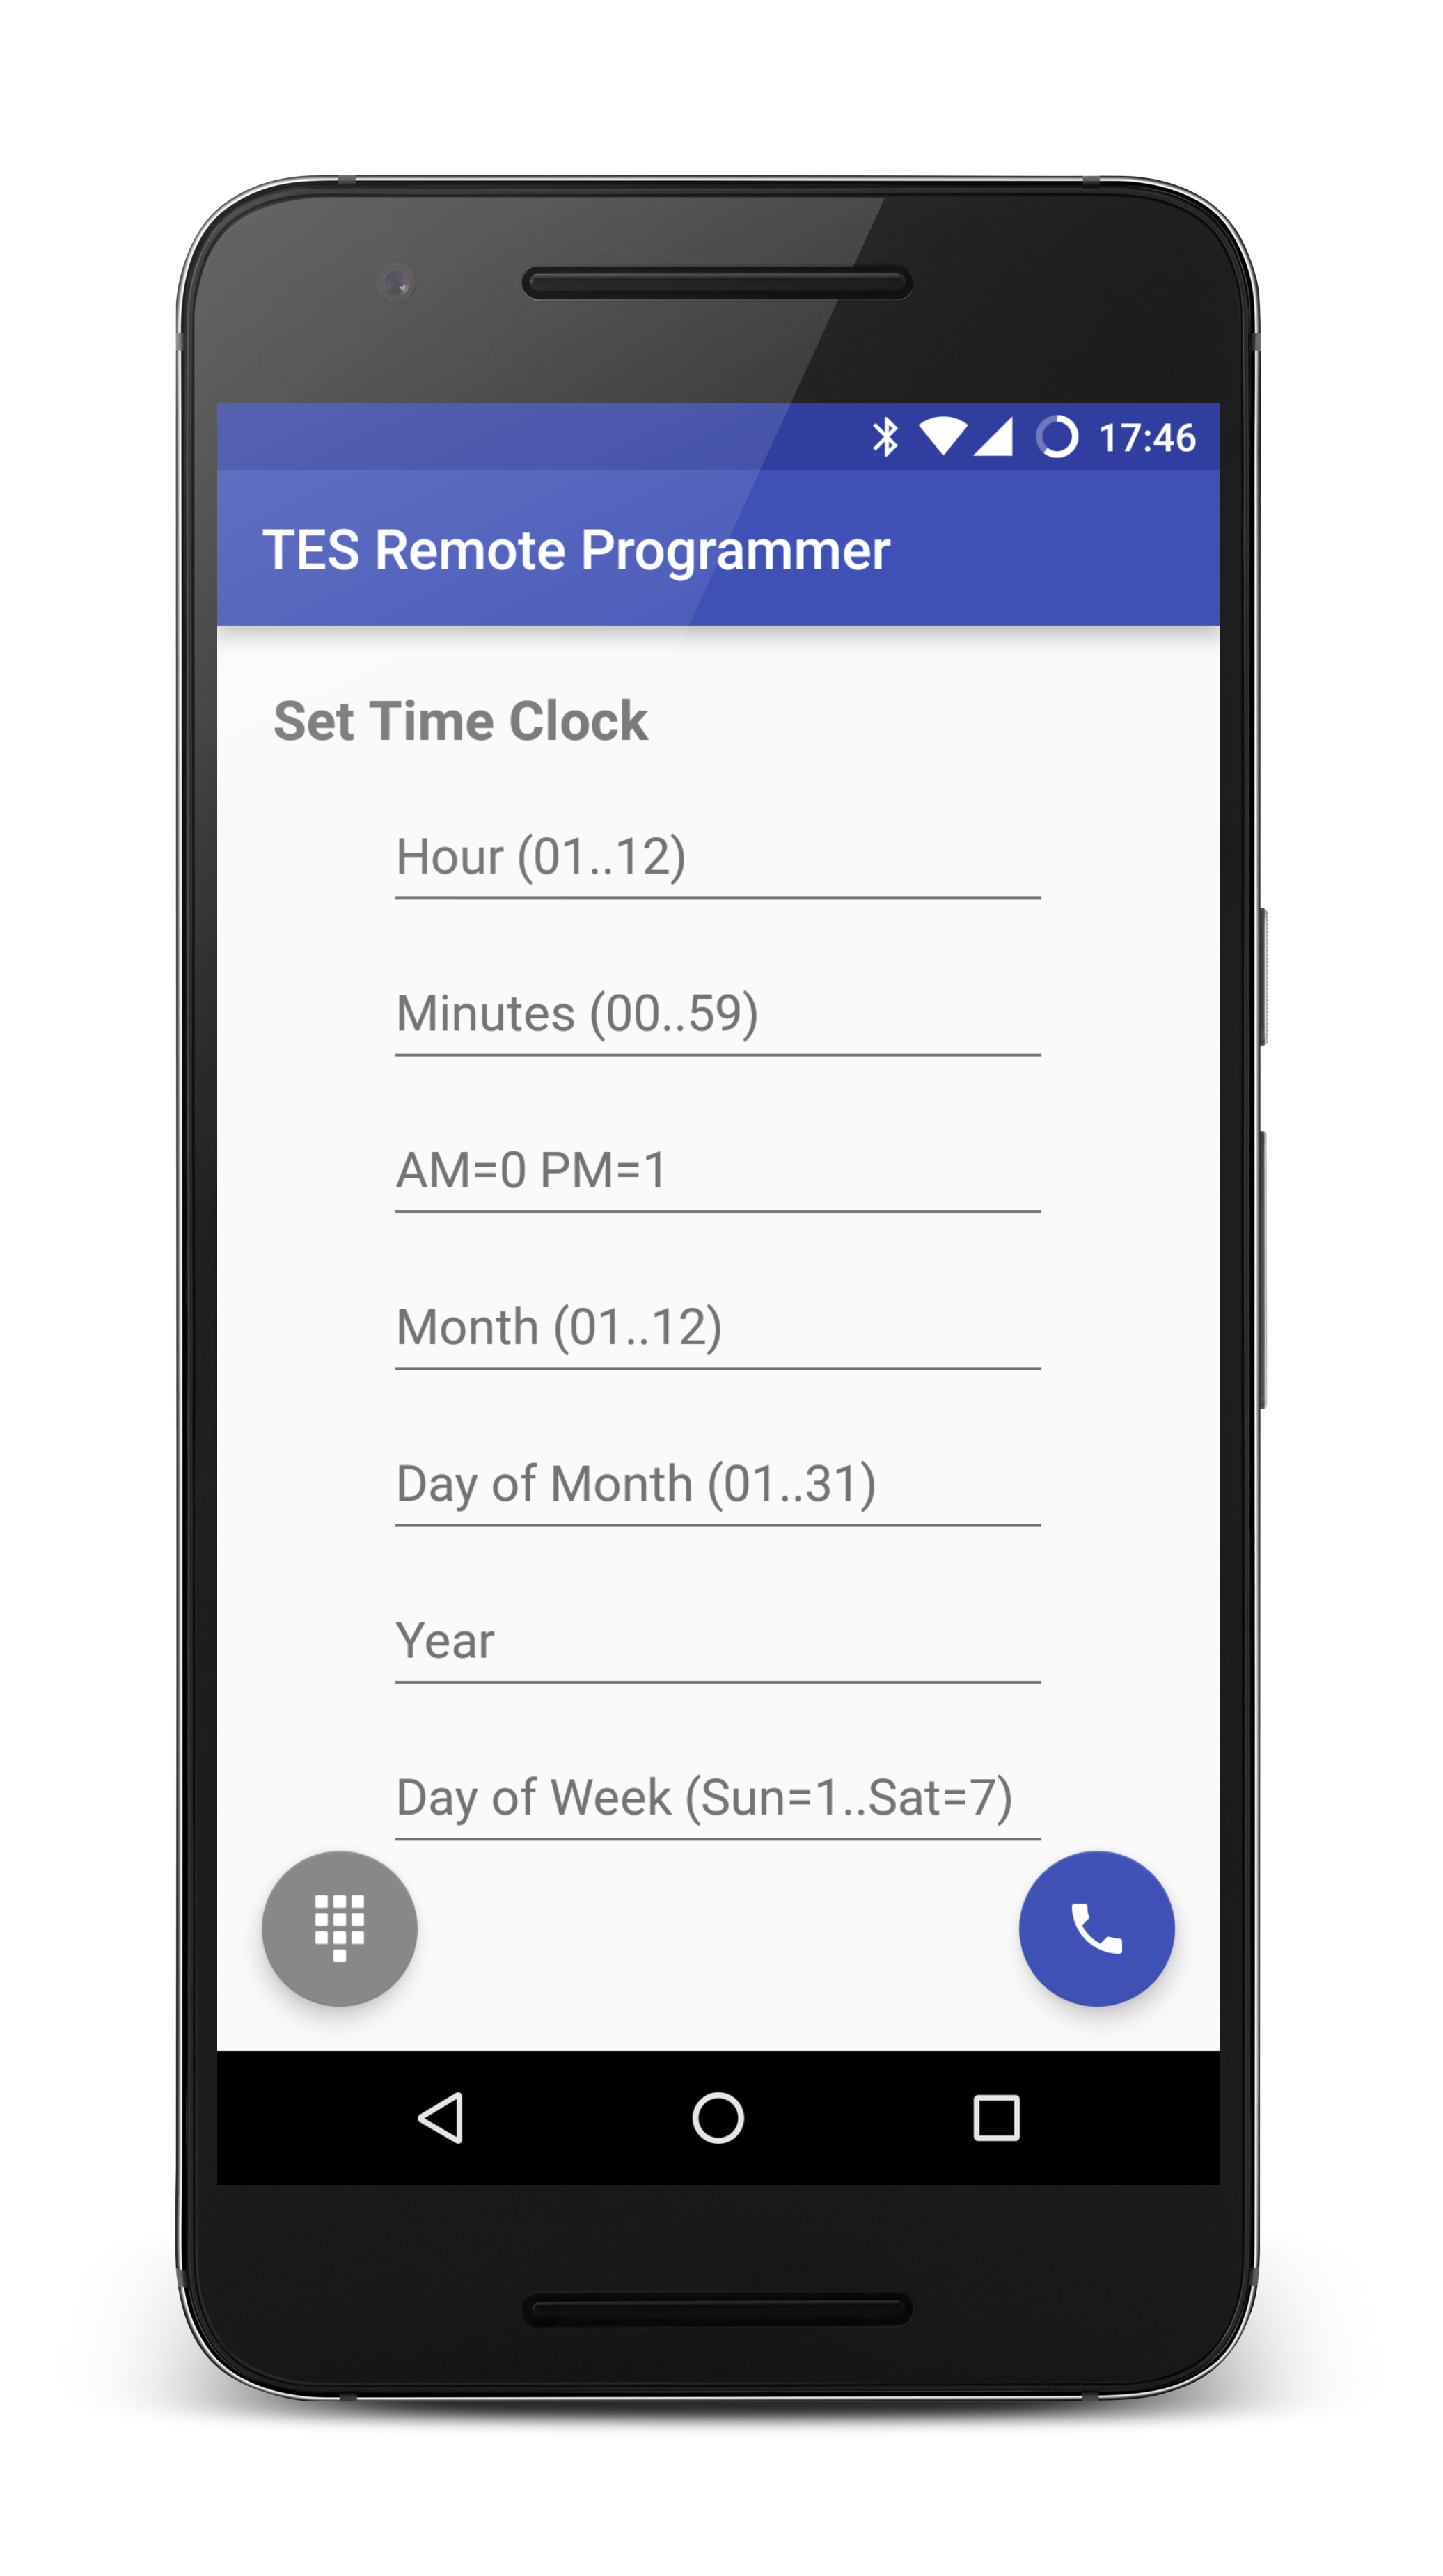 17:46
TES Remote Programmer
Set Time Clock
Hour (01..12)
Minutes (00..59)
AM=0 PM=1
Month (01..12)
Day of Month (01..31)
Year
Day of Week (Sun=1..Sat=7)